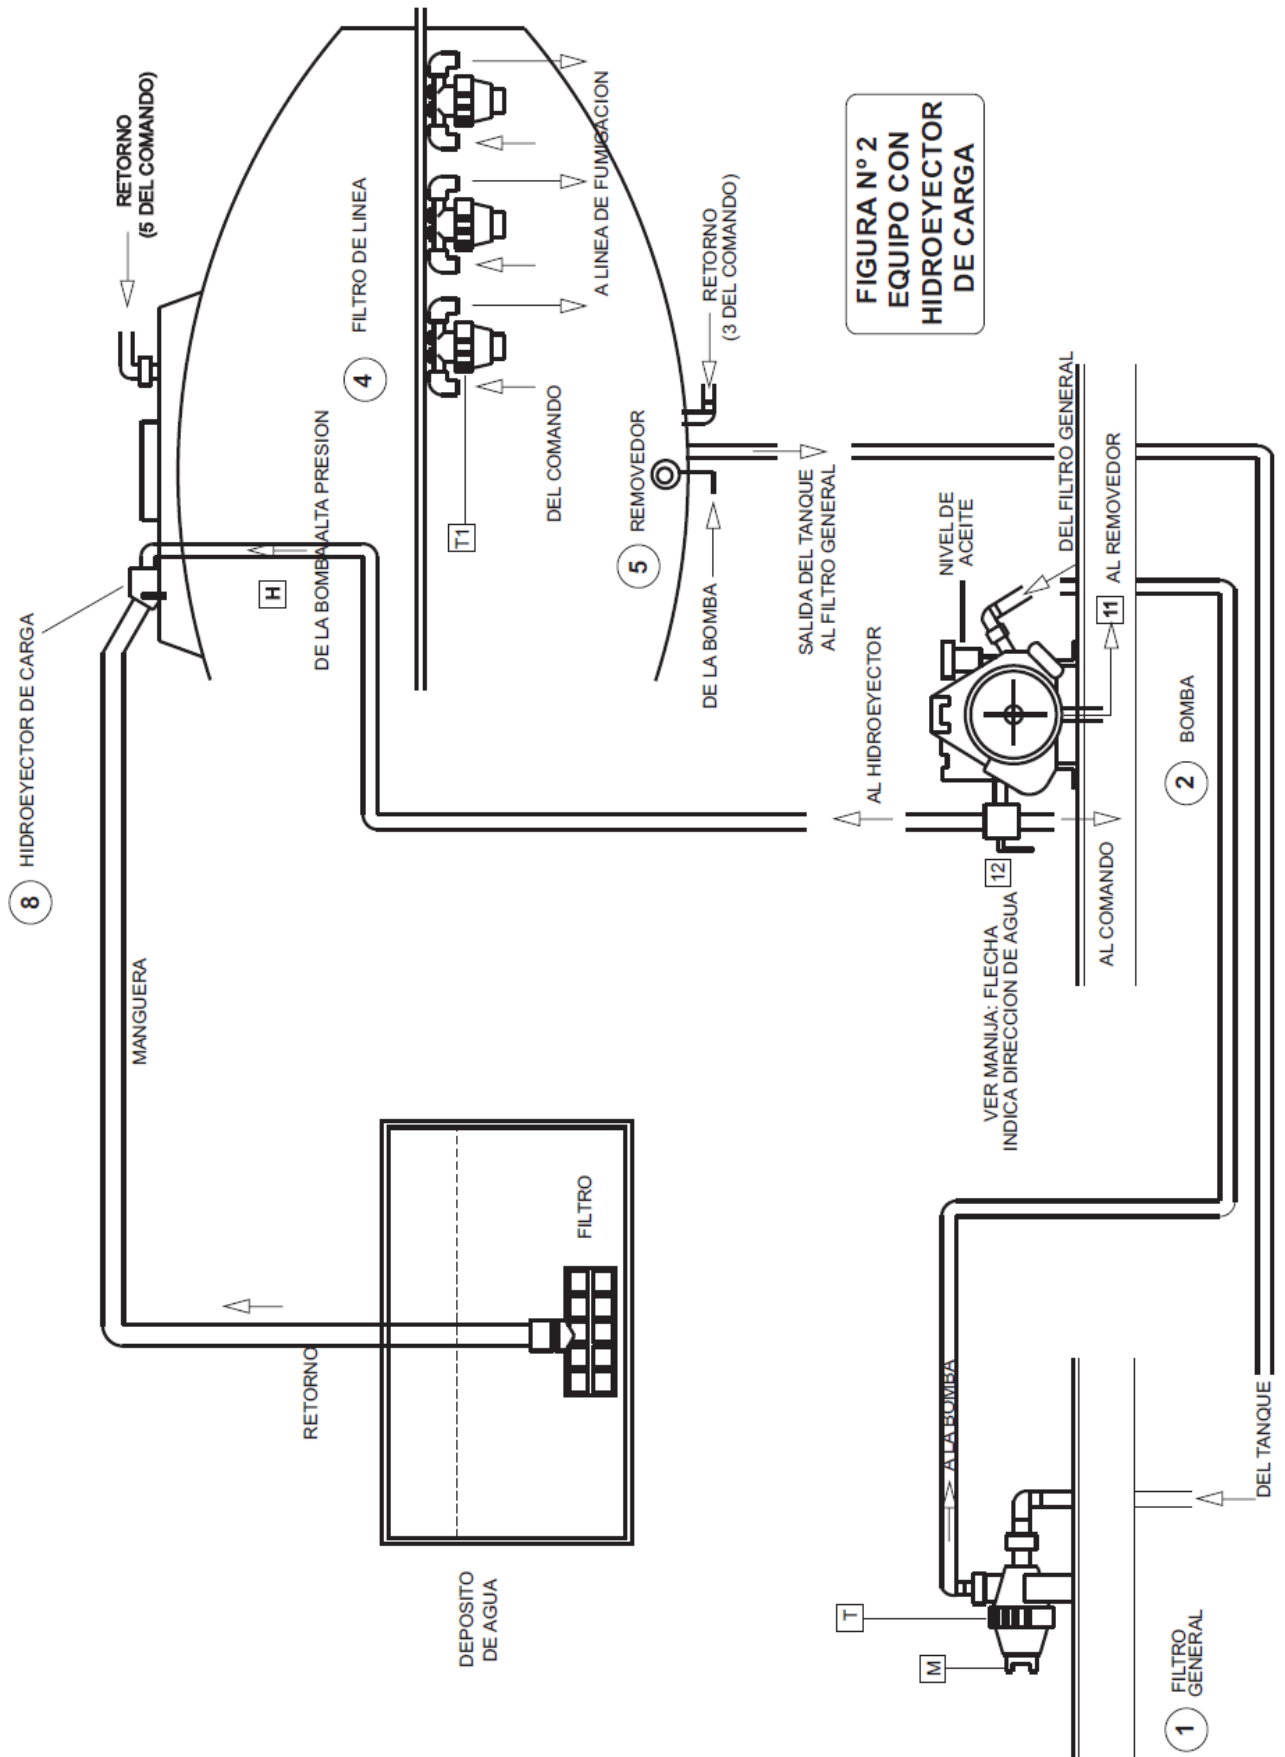 FIGURA Nº 2
EQUIPO CON
HIDROEYECTOR
DE CARGA
8
HIDROEYECTOR DE CARGA
RETORNO
(5 DEL COMANDO)
MANGUERA
H
DE LA BOMBA ALTA PRESION
4
FILTRO DE LINEA
T1
DEL COMANDO
A LINEA DE FUMIGACION
5
REMOVEDOR
DE LA BOMBA
RETORNO
(3 DEL COMANDO)
SALIDA DEL TANQUE
AL FILTRO GENERAL
RETORNO
FILTRO
DEPOSITO
DE AGUA
AL HIDROEYECTOR
NIVEL DE
ACEITE
DEL FILTRO GENERAL
11
AL REMOVEDOR
12
VER MANIJA: FLECHA
INDICA DIRECCION DE AGUA
AL COMANDO
2
BOMBA
A LA BOMBA
T
M
1
FILTRO
GENERAL
DEL TANQUE